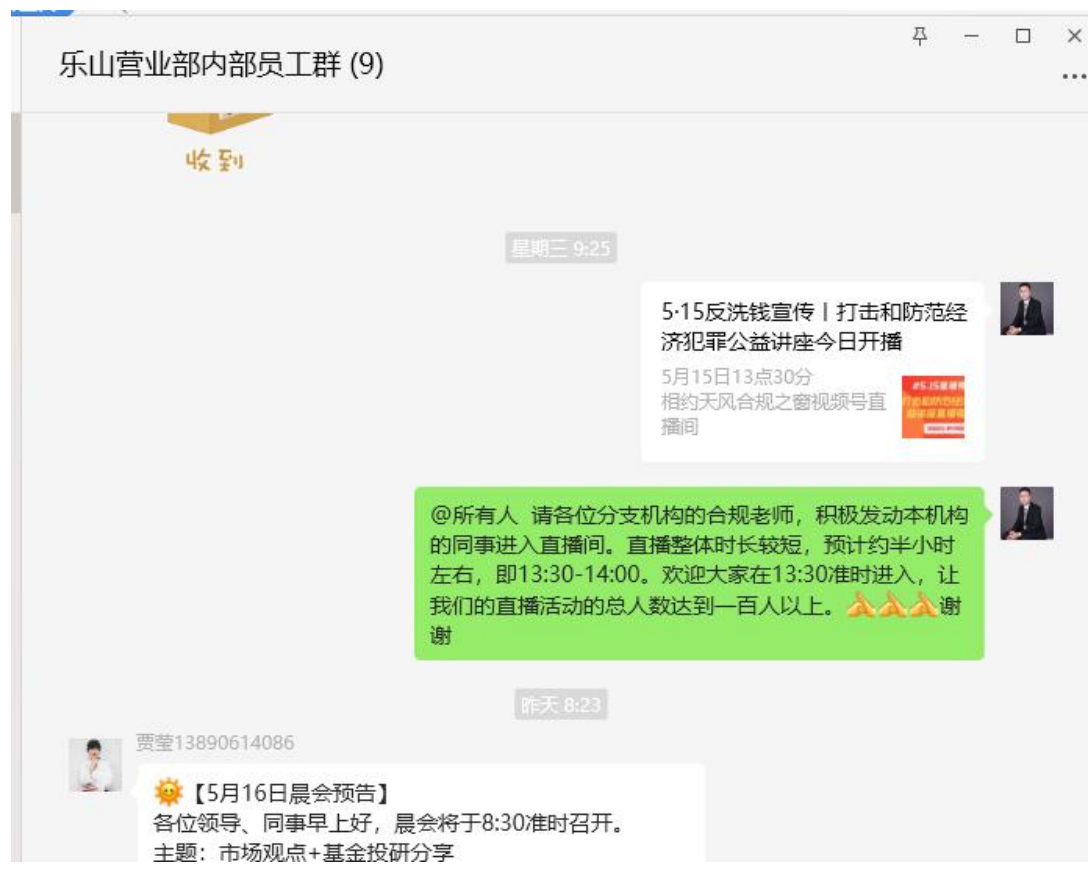 乐山营业部内部员工群 (9)
收到
星期三 9:25
5·15反洗钱宣传丨打击和防范经
济犯罪公益讲座今日开播
5月15日13点30分
相约天风合规之窗视频号直
播间
@所有人 请各位分支机构的合规老师，积极发动本机构
的同事进入直播间。直播整体时长较短，预计约半小时
左右，即13:30-14:00。欢迎大家在13:30准时进入，让
我们的直播活动的总人数达到一百人以上。🙏🙏🙏谢
谢
昨天 8:23
贾莹13890614086
🌞【5月16日晨会预告】
各位领导、同事早上好，晨会将于8:30准时召开。
主题：市场观点+基金投研分享